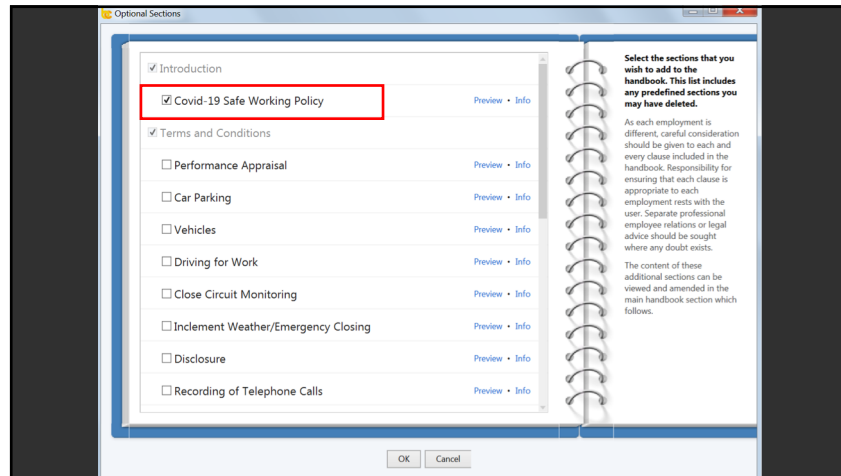 Optional Sections
Introduction
Covid-19 Safe Working Policy Preview • Info
Terms and Conditions
Performance Appraisal Preview • Info
Car Parking Preview • Info
Vehicles Preview • Info
Driving for Work Preview • Info
Close Circuit Monitoring Preview • Info
Inclement Weather/Emergency Closing Preview • Info
Disclosure Preview • Info
Recording of Telephone Calls Preview • Info
Select the sections that you
wish to add to the
handbook. This list includes
any predefined sections you
may have deleted.
As each employment is
different, careful consideration
should be given to each and
every clause included in the
handbook. Responsibility for
ensuring that each clause is
appropriate to each
employment rests with the
user. Separate professional
employee relations or legal
advice should be sought
where any doubt exists.
The content of these
additional sections can be
viewed and amended in the
main handbook section which
follows.
OK Cancel